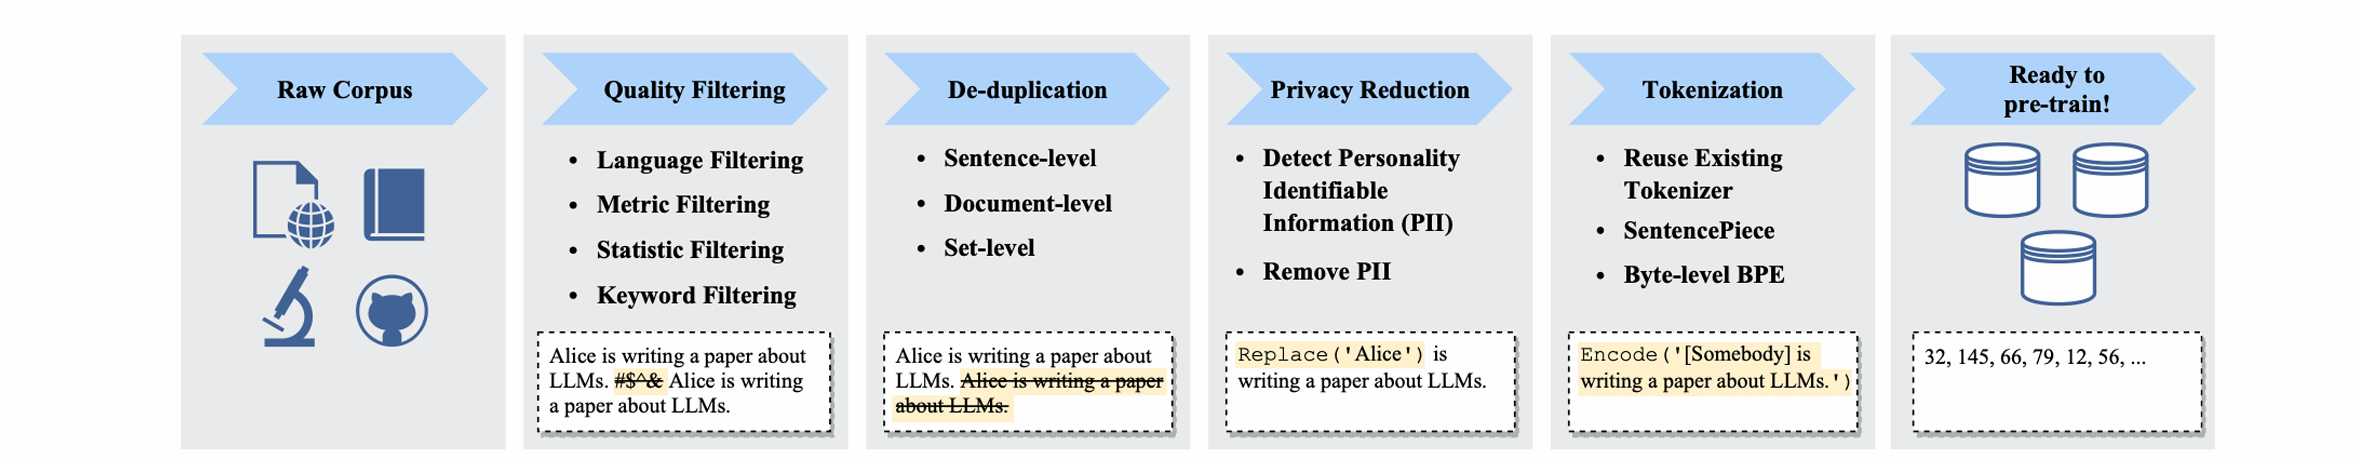 Raw Corpus
Quality Filtering
• Language Filtering
• Metric Filtering
• Statistic Filtering
• Keyword Filtering
Alice is writing a paper about
LLMs. #$^& Alice is writing
a paper about LLMs.
De-duplication
• Sentence-level
• Document-level
• Set-level
Alice is writing a paper about
LLMs. Alice is writing a paper
about LLMs.
Privacy Reduction
• Detect Personality
Identifiable
Information (PII)
• Remove PII
Replace('Alice') is
writing a paper about LLMs.
Tokenization
• Reuse Existing
Tokenizer
• SentencePiece
• Byte-level BPE
Encode('[Somebody] is
writing a paper about LLMs.')
Ready to
pre-train!
32, 145, 66, 79, 12, 56, ...